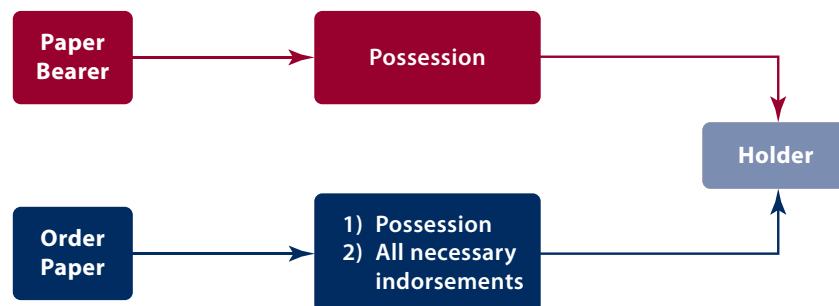 Paper
Bearer
Possession
Holder
Order
Paper
1) Possession
2) All necessary
indorsements